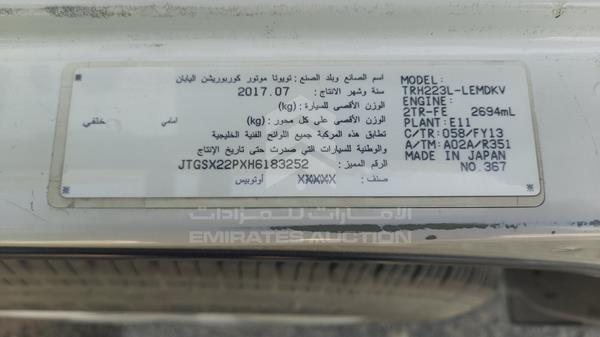 اسم الصانع وبلد الصنع: تويوتا موتور كوربوريشن اليابان
سنة وشهر الانتاج: 2017.07
الوزن الأقصى للسيارة: (kg)
الوزن الأقصى على كل محور: (kg) أملي خلفي
تطابق هذه المركبة جميع اللوائح الفنية الخليجية
والوطنية للسيارات التي تسري من تاريخ الإنتاج
الرقم المميز: JTGSX22PXH6183252
صنف: XXXXX أوتوبيس
MODEL:
TRH223L-LEMDKV
ENGINE:
2TR-FE 2694mL
PLANT: E11
C/TR: 058/FY13
A/TM: A02A/R351
MADE IN JAPAN
NO.367
الامارات للمزادات
EMIRATES AUCTION